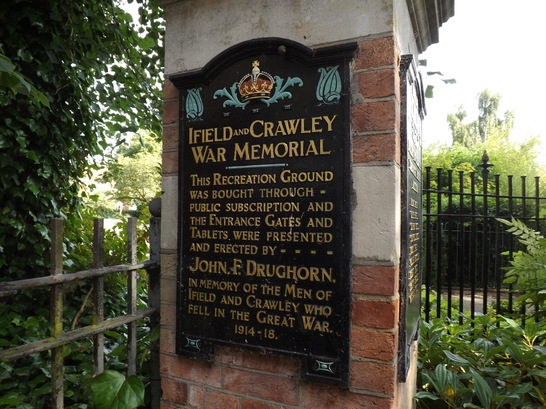 IFIELD AND CRAWLEY
WAR MEMORIAL
THIS RECREATION GROUND
WAS BOUGHT THROUGH -
PUBLIC SUBSCRIPTION AND
THE ENTRANCE GATES AND
TABLETS, WERE PRESENTED
AND ERECTED BY - - - -
JOHN. F. DRUGHORN.
IN MEMORY OF THE MEN OF
IFIELD AND CRAWLEY WHO
FELL IN THE GREAT WAR.
1914-18.